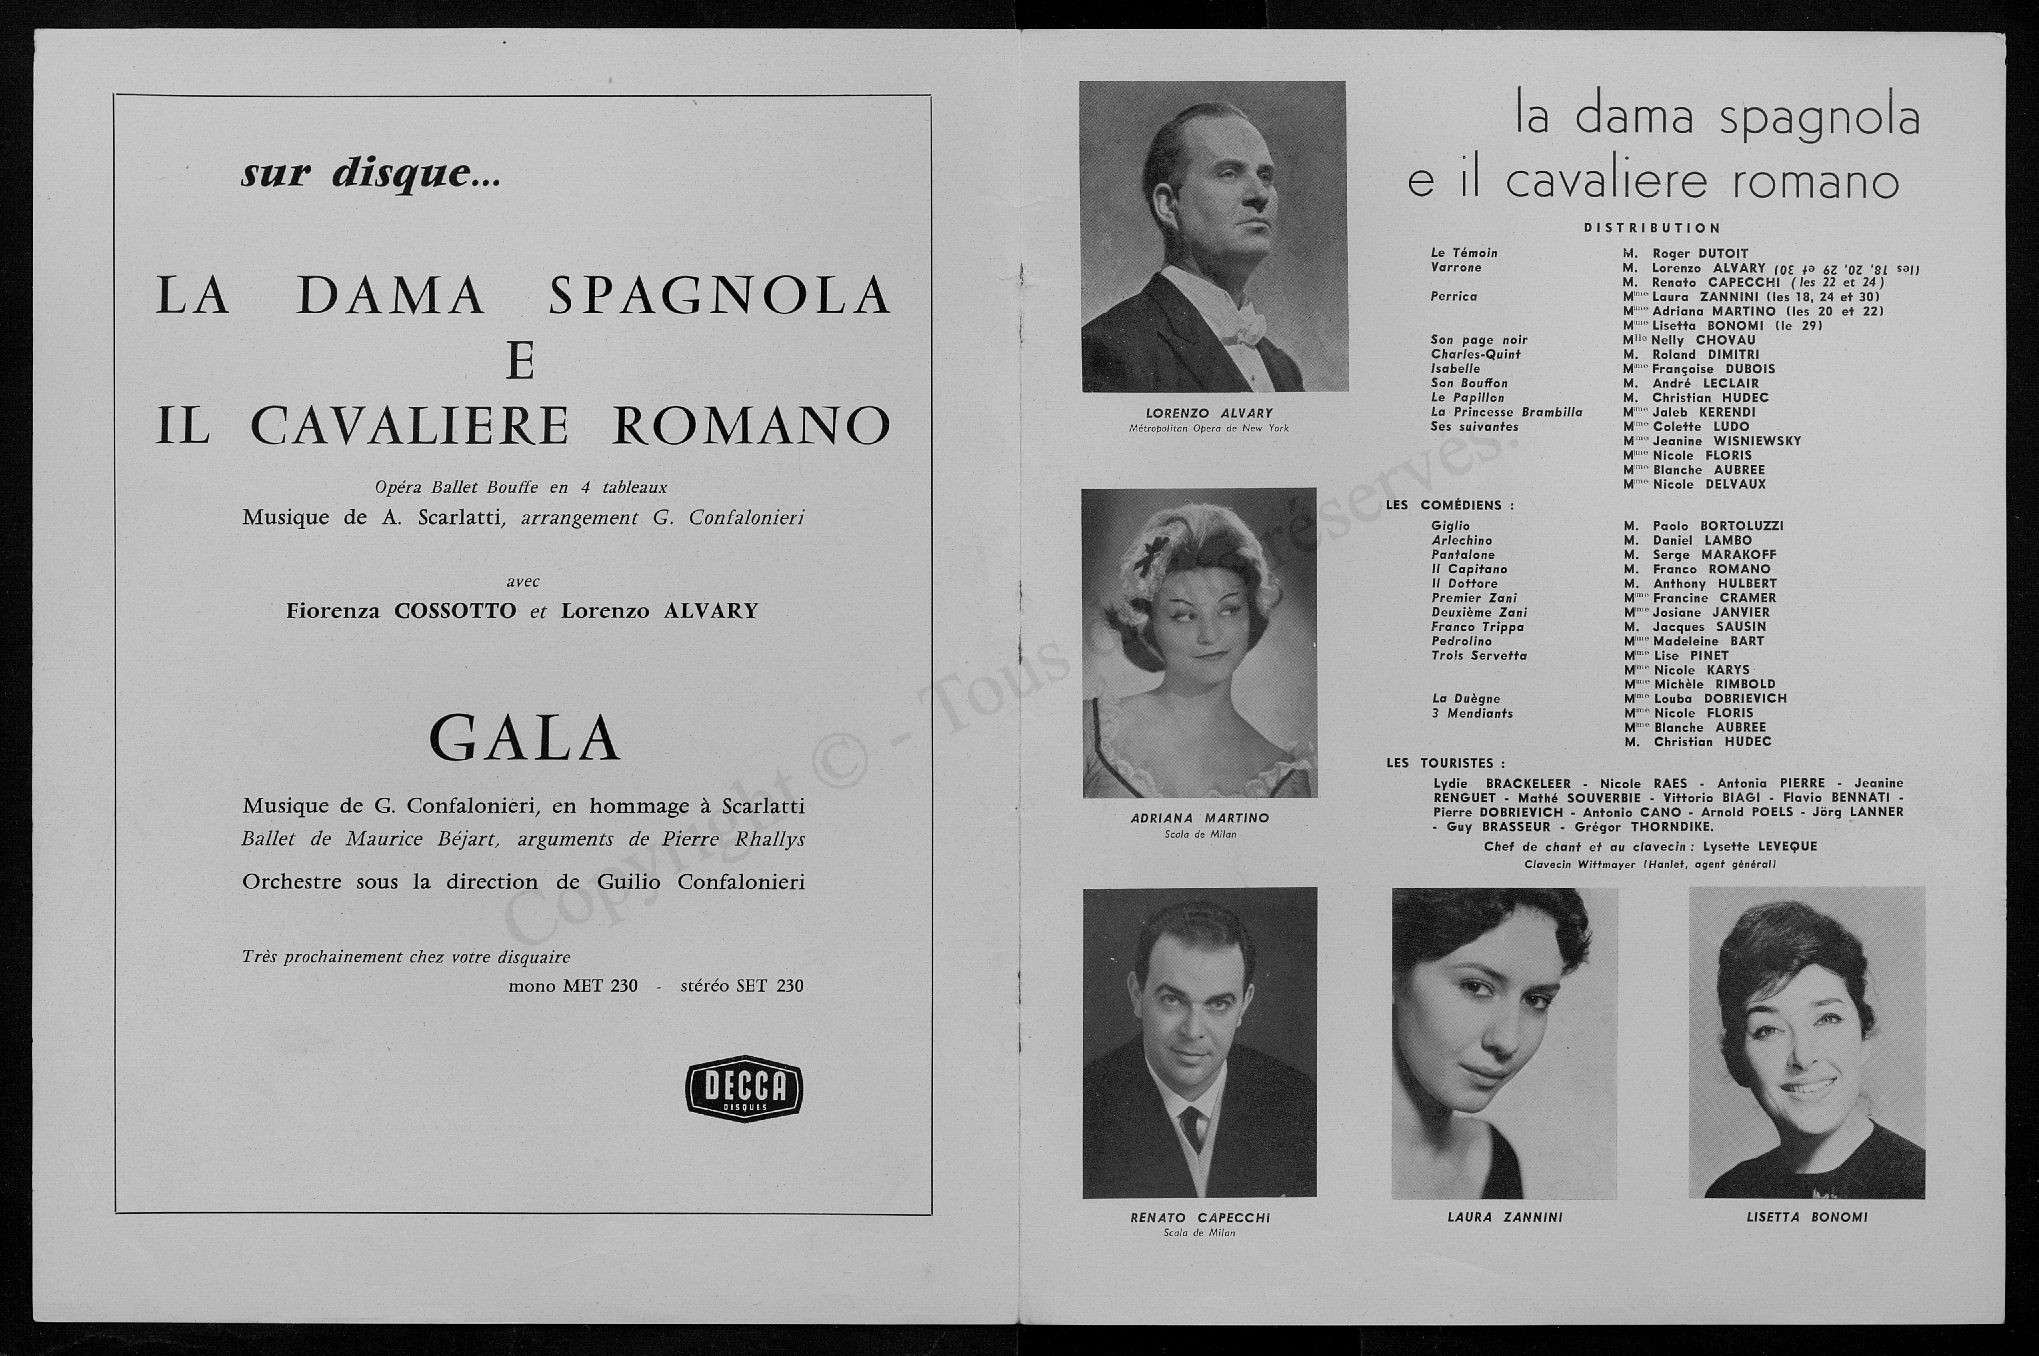 sur disque...
LA DAMA SPAGNOLA
E
IL CAVALIERE ROMANO
Opéra Ballet Bouffe en 4 tableaux
Musique de A. Scarlatti, arrangement G. Confalonieri
avec
Fiorenza COSSOTTO et Lorenzo ALVARY
GALA
Musique de G. Confalonieri, en hommage à Scarlatti
Ballet de Maurice Béjart, arguments de Pierre Rhallys
Orchestre sous la direction de Guilio Confalonieri
Très prochainement chez votre disquaire
mono MET 230 - stéréo SET 230
DECCA
DISQUES
Copyright © - Tous réservés.
la dama spagnola
e il cavaliere romano
DISTRIBUTION
Le Témoin M. Roger DUTOIT
Varrone M. Lorenzo ALVARY (les 18, 20, 29 et 30)
M. Renato CAPECCHI (les 22 et 24)
Perrica Mme Laura ZANNINI (les 18, 24 et 30)
Mme Adriana MARTINO (les 20 et 22)
Mme Lisetta BONOMI (le 29)
Son page noir Mlle Nelly CHOVAU
Charles-Quint M. Roland DIMITRI
Isabelle Mme Françoise DUBOIS
Son Bouffon M. André LECLAIR
Le Papillon M. Christian HUDEC
La Princesse Brambilla Mme Jaleb KERENDI
Ses suivantes Mme Colette LUDO
Mme Jeanine WISNIEWSKY
Mme Nicole FLORIS
Mme Blanche AUBREE
Mme Nicole DELVAUX
LES COMÉDIENS :
Giglio M. Paolo BORTOLUZZI
Arlechino M. Daniel LAMBO
Pantalone M. Serge MARAKOFF
Il Capitano M. Franco ROMANO
Il Dottore M. Anthony HULBERT
Premier Zani Mme Francine CRAMER
Deuxième Zani Mme Josiane JANVIER
Franco Trippa M. Jacques SAUSIN
Pedrolino Mme Madeleine BART
Trois Servetta Mme Lise PINET
Mme Nicole KARYS
Mme Michèle RIMBOLD
La Duègne Mme Louba DOBRIEVICH
3 Mendiants Mme Nicole FLORIS
Mme Blanche AUBREE
M. Christian HUDEC
LES TOURISTES :
Lydie BRACKELEER - Nicole RAES - Antonia PIERRE - Jeanine
RENGUET - Mathé SOUVERBIE - Vittorio BIAGI - Flavio BENNATI -
Pierre DOBRIEVICH - Antonio CANO - Arnold POELS - Jörg LANNER
- Guy BRASSEUR - Grégor THORNDIKE.
Chef de chant et au clavecin : Lysette LEVEQUE
Clavecin Wittmayer (Hanlet, agent général)
LORENZO ALVARY
Métropolitan Opera de New York
ADRIANA MARTINO
Scala de Milan
RENATO CAPECCHI
Scala de Milan
LAURA ZANNINI
LISETTA BONOMI